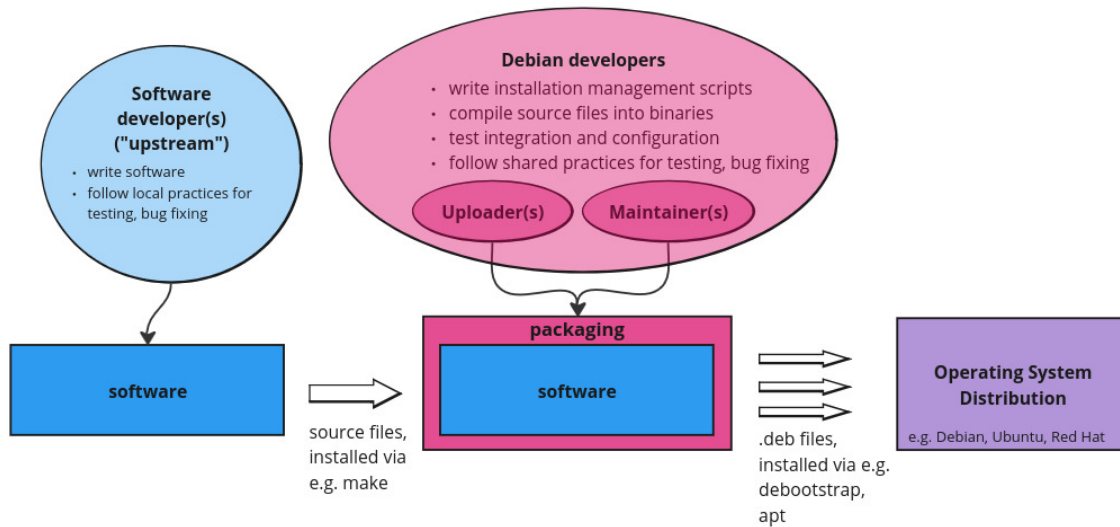 Software
developer(s)
("upstream")
• write software
• follow local practices for
testing, bug fixing
Debian developers
• write installation management scripts
• compile source files into binaries
• test integration and configuration
• follow shared practices for testing, bug fixing
Uploader(s)
Maintainer(s)
software
source files,
installed via
e.g. make
packaging
software
.deb files,
installed via e.g.
debootstrap,
apt
Operating System
Distribution
e.g. Debian, Ubuntu, Red Hat